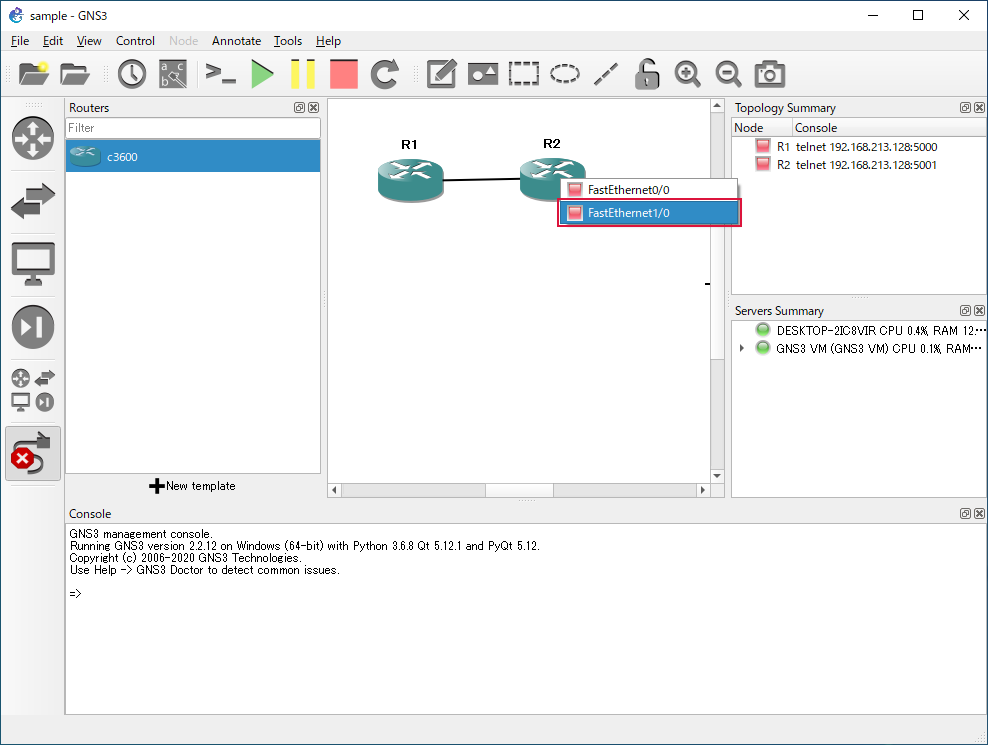 sample - GNS3
File Edit View Control Node Annotate Tools Help
Routers
Filter
c3600
New template
R1
R2
FastEthernet0/0
FastEthernet1/0
Topology Summary
Node Console
R1 telnet 192.168.213.128:5000
R2 telnet 192.168.213.128:5001
Servers Summary
DESKTOP-2IC8VIR CPU 0.4%, RAM 12.…
GNS3 VM (GNS3 VM) CPU 0.1%, RAM…
Console
GNS3 management console.
Running GNS3 version 2.2.12 on Windows (64-bit) with Python 3.6.8 Qt 5.12.1 and PyQt 5.12.
Copyright (c) 2006-2020 GNS3 Technologies.
Use Help -> GNS3 Doctor to detect common issues.
=>